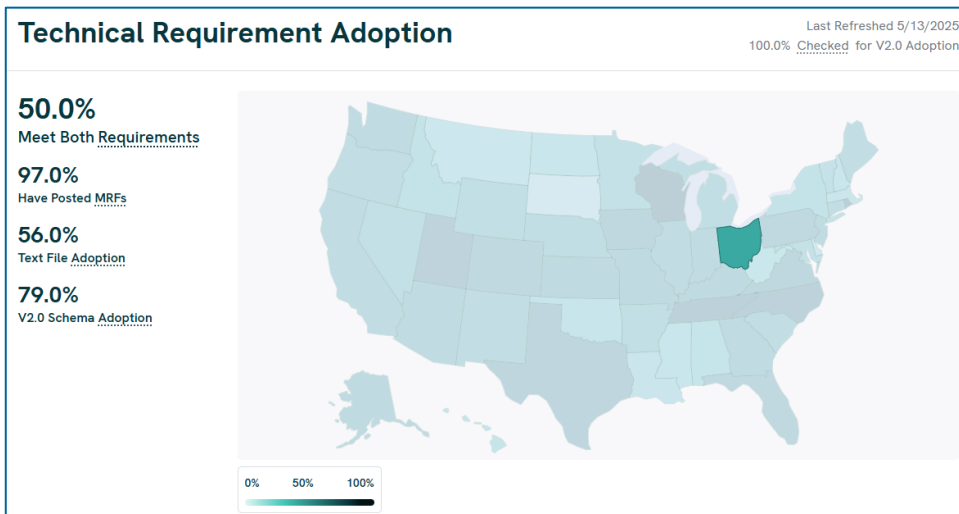 Technical Requirement Adoption
Last Refreshed 5/13/2025
100.0% Checked for V2.0 Adoption
50.0%
Meet Both Requirements
97.0%
Have Posted MRFs
56.0%
Text File Adoption
79.0%
V2.0 Schema Adoption
0% 50% 100%